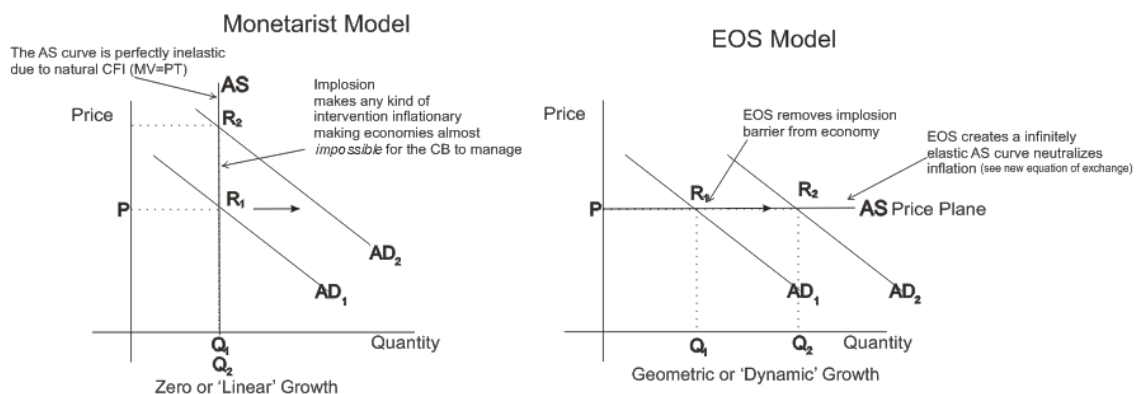 Monetarist Model
The AS curve is perfectly inelastic
due to natural CFI (MV=PT)
AS
Implosion
makes any kind of
intervention inflationary
making economies almost
impossible for the CB to manage
Price
R2
P
R1
AD2
AD1
Q1
Q2
Quantity
Zero or 'Linear' Growth
EOS Model
Price
EOS removes implosion
barrier from economy
EOS creates a infinitely
elastic AS curve neutralizes
inflation (see new equation of exchange)
P
R1
R2
AS Price Plane
AD1
AD2
Q1
Q2
Quantity
Geometric or 'Dynamic' Growth